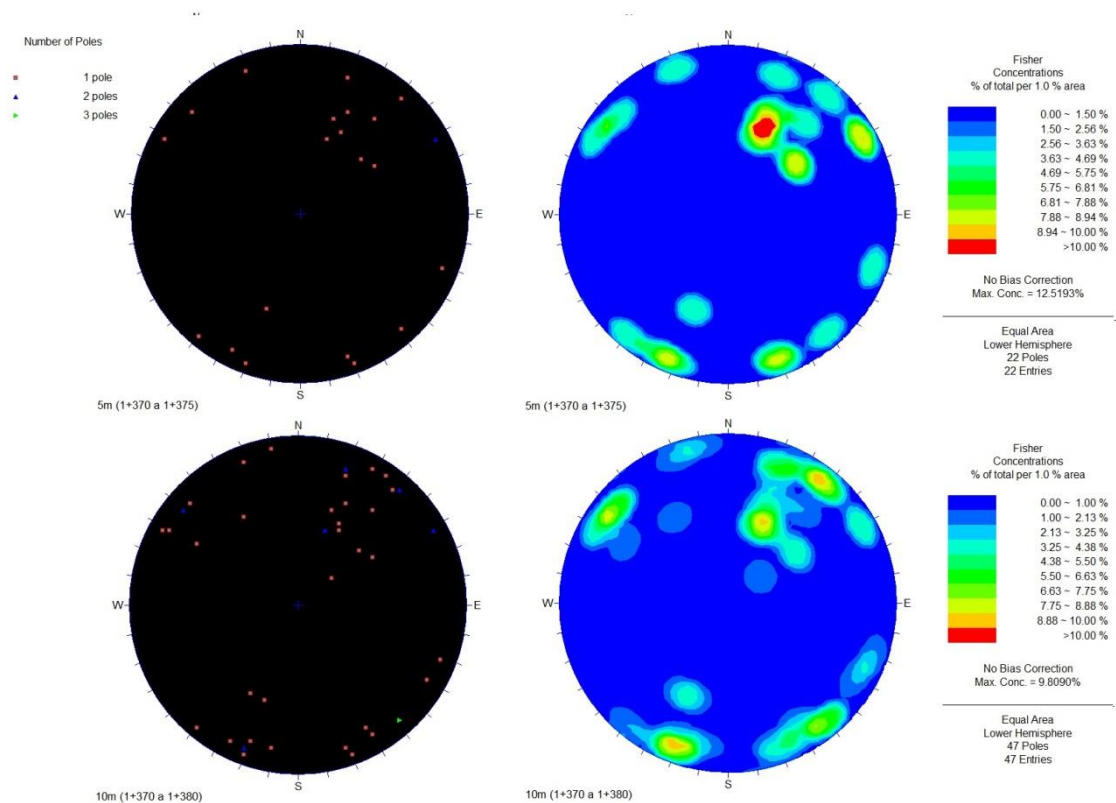 Number of Poles
1 pole
2 poles
3 poles
N
W
E
S
5m (1+370 a 1+375)
N
W
E
S
5m (1+370 a 1+375)
Fisher
Concentrations
% of total per 1.0 % area
0.00 ~ 1.50 %
1.50 ~ 2.56 %
2.56 ~ 3.63 %
3.63 ~ 4.69 %
4.69 ~ 5.75 %
5.75 ~ 6.81 %
6.81 ~ 7.88 %
7.88 ~ 8.94 %
8.94 ~ 10.00 %
>10.00 %
No Bias Correction
Max. Conc. = 12.5193%
Equal Area
Lower Hemisphere
22 Poles
22 Entries
N
W
E
S
10m (1+370 a 1+380)
N
W
E
S
10m (1+370 a 1+380)
Fisher
Concentrations
% of total per 1.0 % area
0.00 ~ 1.00 %
1.00 ~ 2.13 %
2.13 ~ 3.25 %
3.25 ~ 4.38 %
4.38 ~ 5.50 %
5.50 ~ 6.63 %
6.63 ~ 7.75 %
7.75 ~ 8.88 %
8.88 ~ 10.00 %
>10.00 %
No Bias Correction
Max. Conc. = 9.8090%
Equal Area
Lower Hemisphere
47 Poles
47 Entries